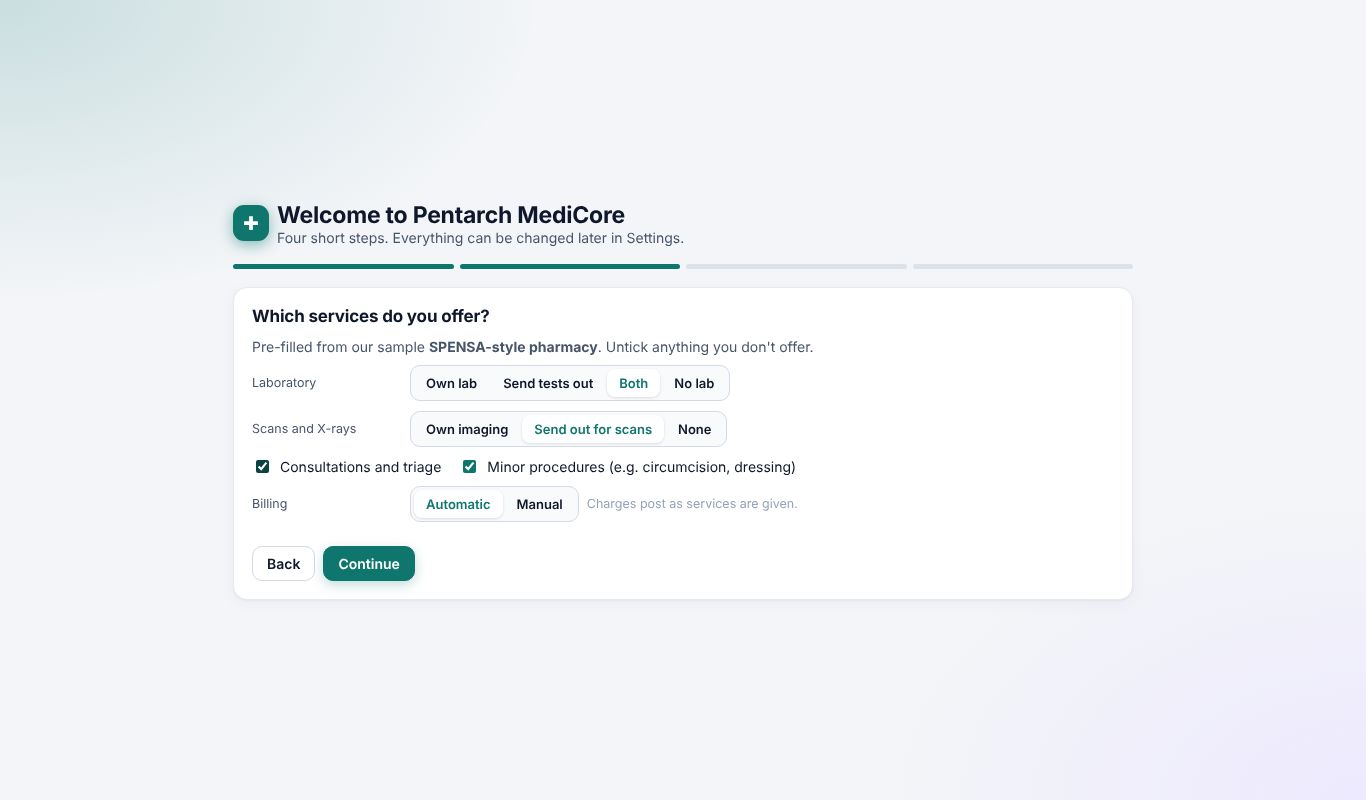 Welcome to Pentarch MediCore
Four short steps. Everything can be changed later in Settings.
Which services do you offer?
Pre-filled from our sample SPENSA-style pharmacy. Untick anything you don't offer.
Laboratory Own lab Send tests out Both No lab
Scans and X-rays Own imaging Send out for scans None
Consultations and triage Minor procedures (e.g. circumcision, dressing)
Billing Automatic Manual Charges post as services are given.
Back Continue